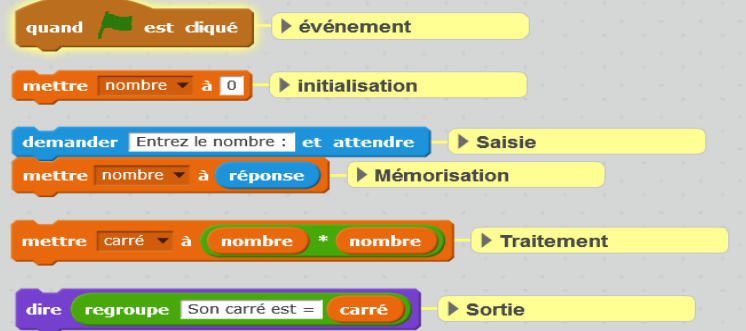 quand est cliqué événement
mettre nombre à 0 initialisation
demander Entrez le nombre : et attendre Saisie
mettre nombre à réponse Mémorisation
mettre carré à nombre * nombre Traitement
dire regroupe Son carré est = carré Sortie